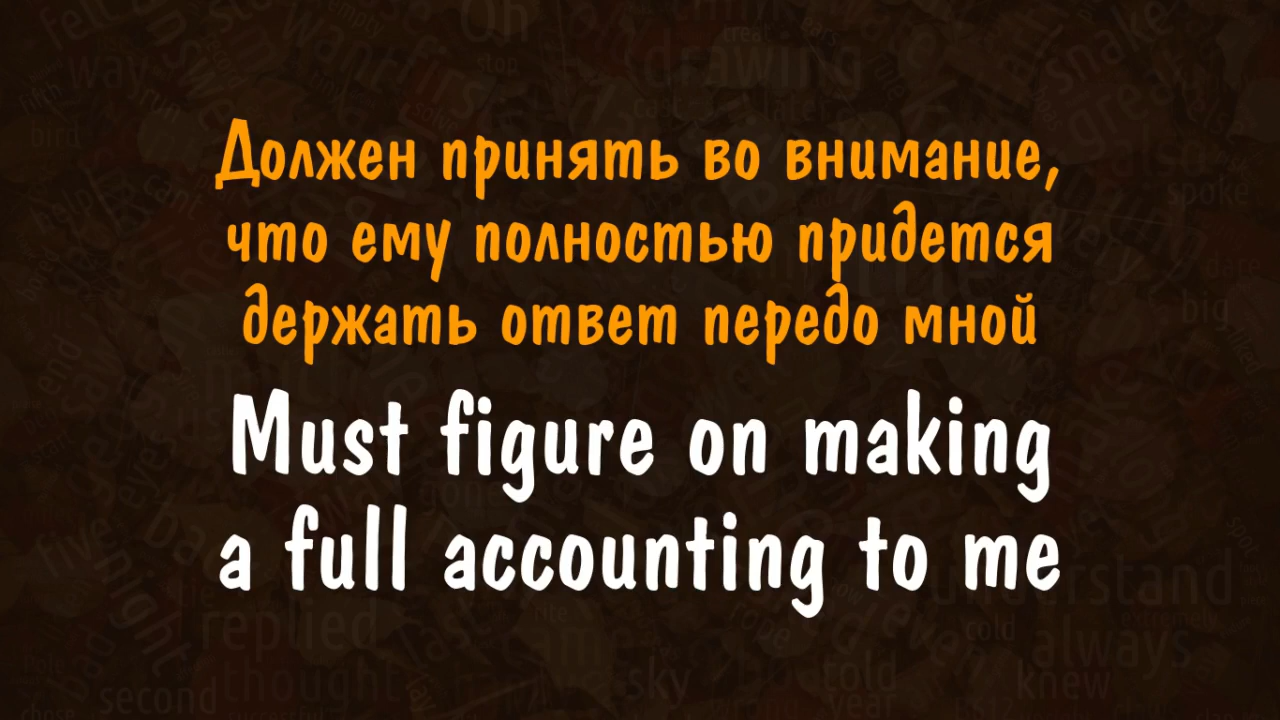 Должен принять во внимание,
что ему полностью придется
держать ответ передо мной
Must figure on making
a full accounting to me